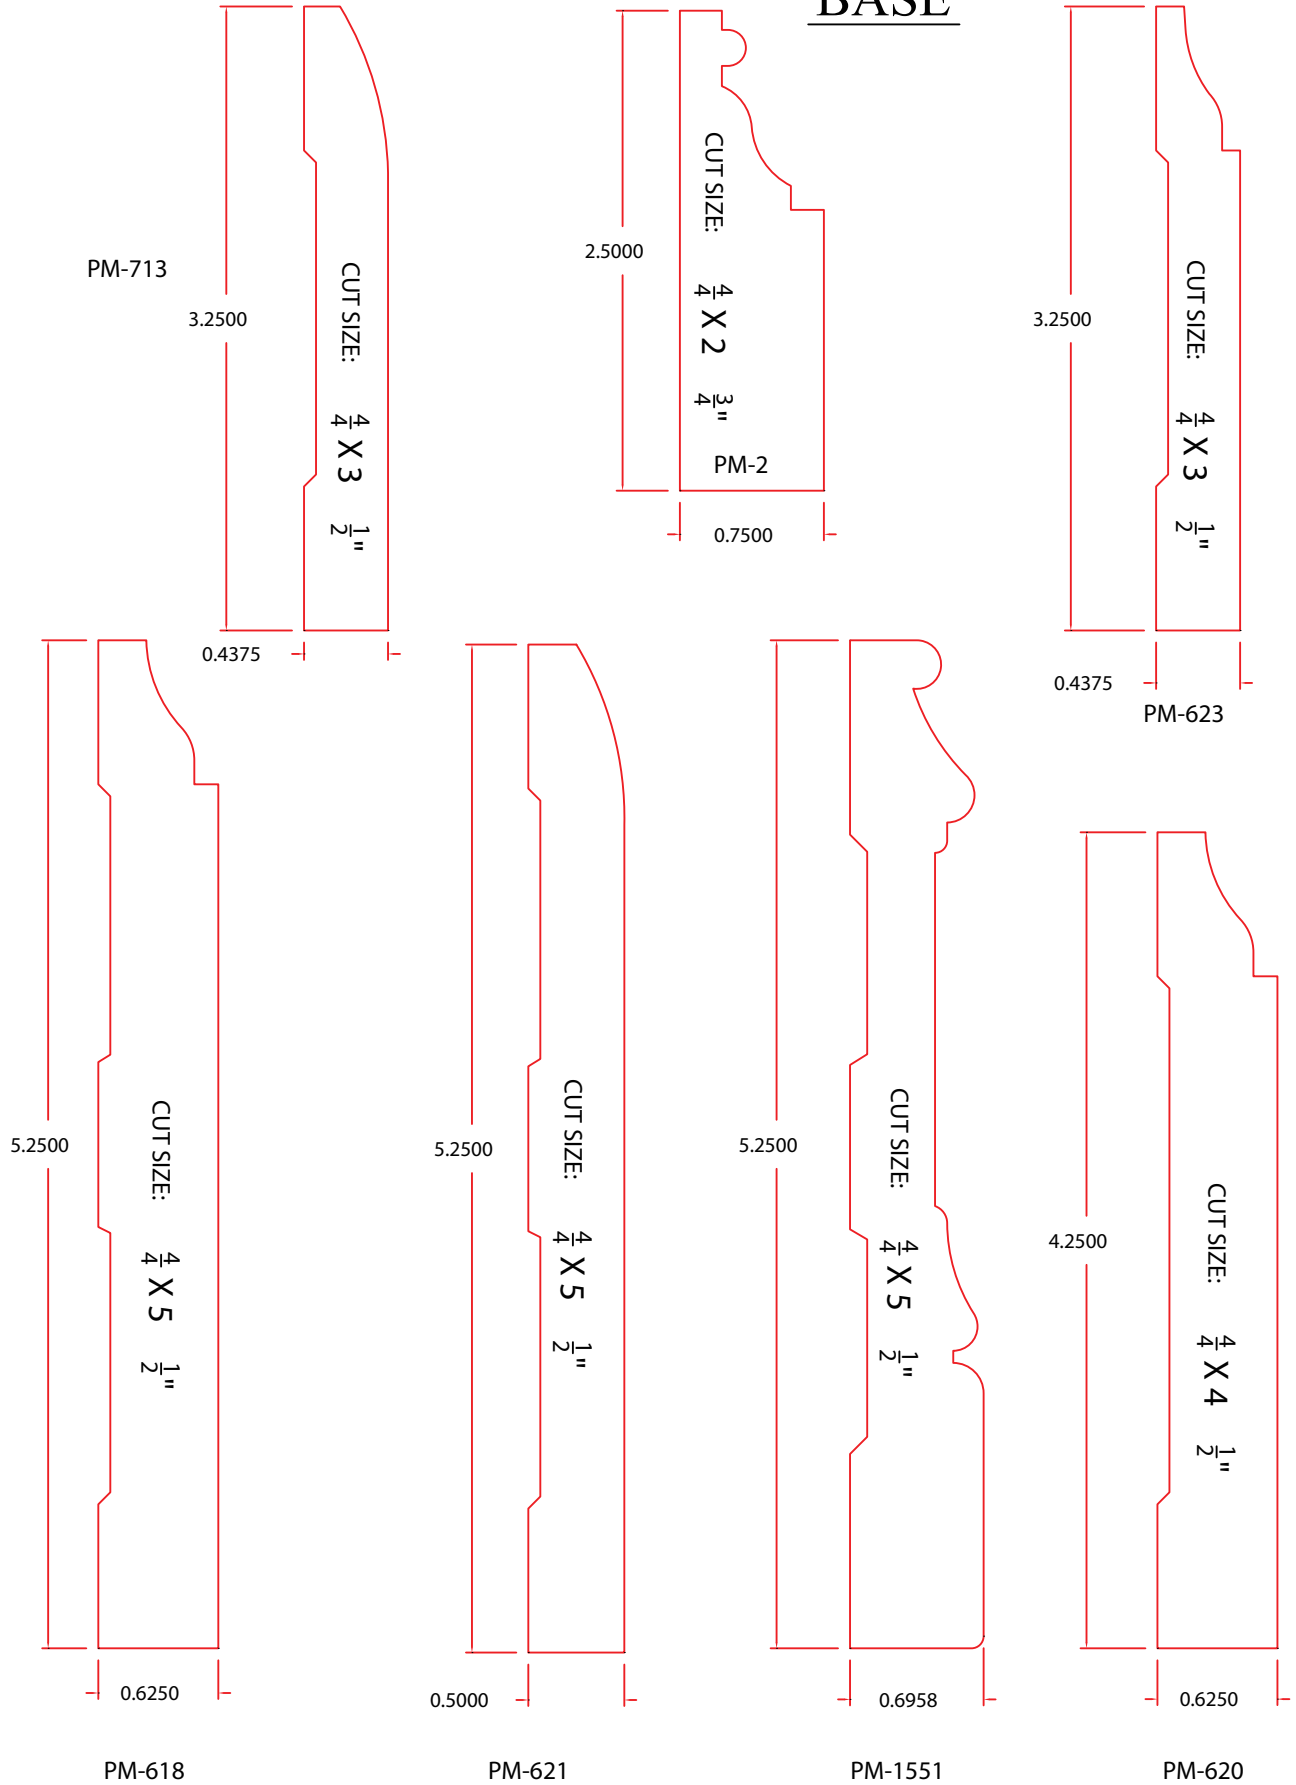 BASE
PM-713
3.2500
CUT SIZE: 4/4 X 3 1/2"
0.4375
2.5000
CUT SIZE: 4/4 X 2 3/4"
PM-2
0.7500
3.2500
CUT SIZE: 4/4 X 3 1/2"
0.4375
PM-623
5.2500
CUT SIZE: 4/4 X 5 1/2"
0.6250
PM-618
5.2500
CUT SIZE: 4/4 X 5 1/2"
0.5000
PM-621
5.2500
CUT SIZE: 4/4 X 5 1/2"
0.6958
PM-1551
4.2500
CUT SIZE: 4/4 X 4 1/2"
0.6250
PM-620